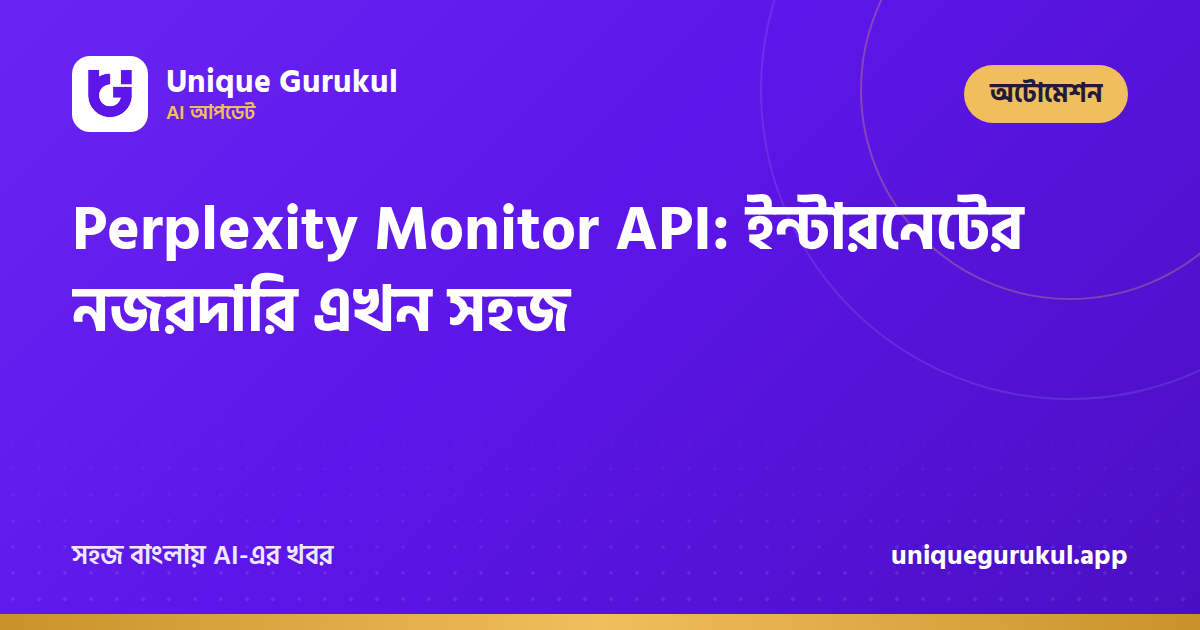 Unique Gurukul
AI আপডেট
অটোমেশন
Perplexity Monitor API: ইন্টারনেটের
নজরদারি এখন সহজ
সহজ বাংলায় AI-এর খবর
uniquegurukul.app